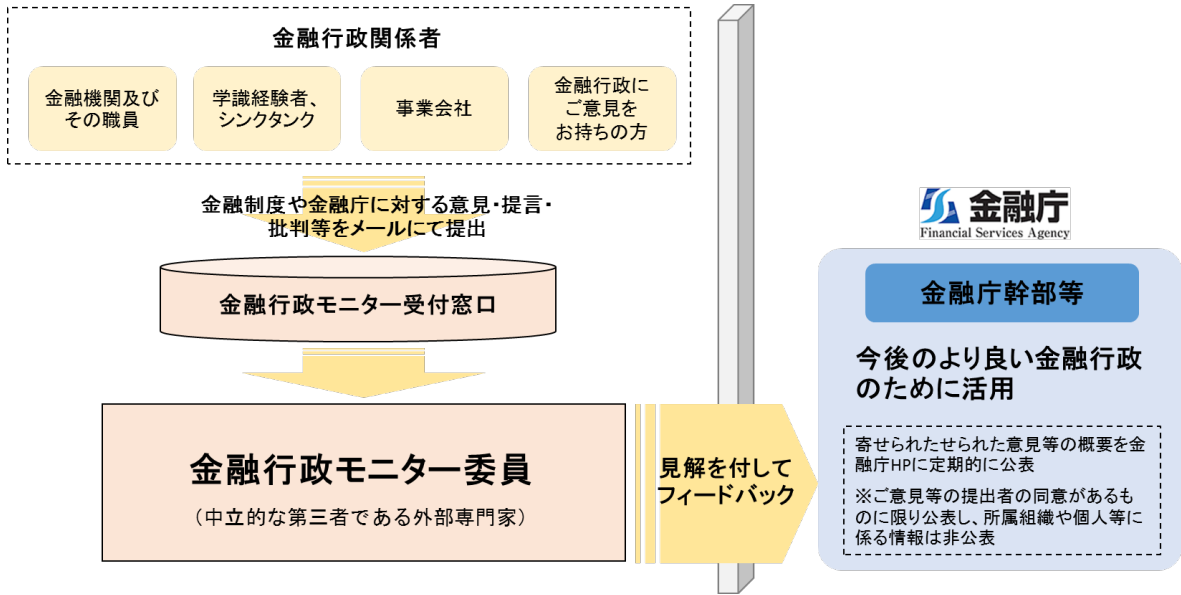 金融行政関係者
金融機関及び
その職員
学識経験者、
シンクタンク
事業会社
金融行政に
ご意見を
お持ちの方
金融制度や金融庁に対する意見・提言・
批判等をメールにて提出
金融行政モニター受付窓口
金融行政モニター委員
（中立的な第三者である外部専門家）
見解を付して
フィードバック
金融庁
Financial Services Agency
金融庁幹部等
今後のより良い金融行政
のために活用
寄せられたせられた意見等の概要を金
融庁HPに定期的に公表
※ご意見等の提出者の同意があるも
のに限り公表し、所属組織や個人等に
係る情報は非公表